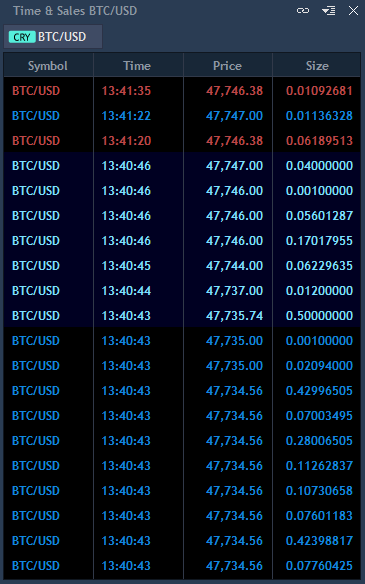 Time & Sales BTC/USD
CRY BTC/USD
Symbol Time Price Size
BTC/USD 13:41:35 47,746.38 0.01092681
BTC/USD 13:41:22 47,747.00 0.01136328
BTC/USD 13:41:20 47,746.38 0.06189513
BTC/USD 13:40:46 47,747.00 0.04000000
BTC/USD 13:40:46 47,746.00 0.00100000
BTC/USD 13:40:46 47,746.00 0.05601287
BTC/USD 13:40:46 47,746.00 0.17017955
BTC/USD 13:40:45 47,744.00 0.06229635
BTC/USD 13:40:44 47,737.00 0.01200000
BTC/USD 13:40:43 47,735.74 0.50000000
BTC/USD 13:40:43 47,735.00 0.00100000
BTC/USD 13:40:43 47,735.00 0.02094000
BTC/USD 13:40:43 47,734.56 0.42996505
BTC/USD 13:40:43 47,734.56 0.07003495
BTC/USD 13:40:43 47,734.56 0.28006505
BTC/USD 13:40:43 47,734.56 0.11262837
BTC/USD 13:40:43 47,734.56 0.10730658
BTC/USD 13:40:43 47,734.56 0.07601183
BTC/USD 13:40:43 47,734.56 0.42398817
BTC/USD 13:40:43 47,734.56 0.07760425